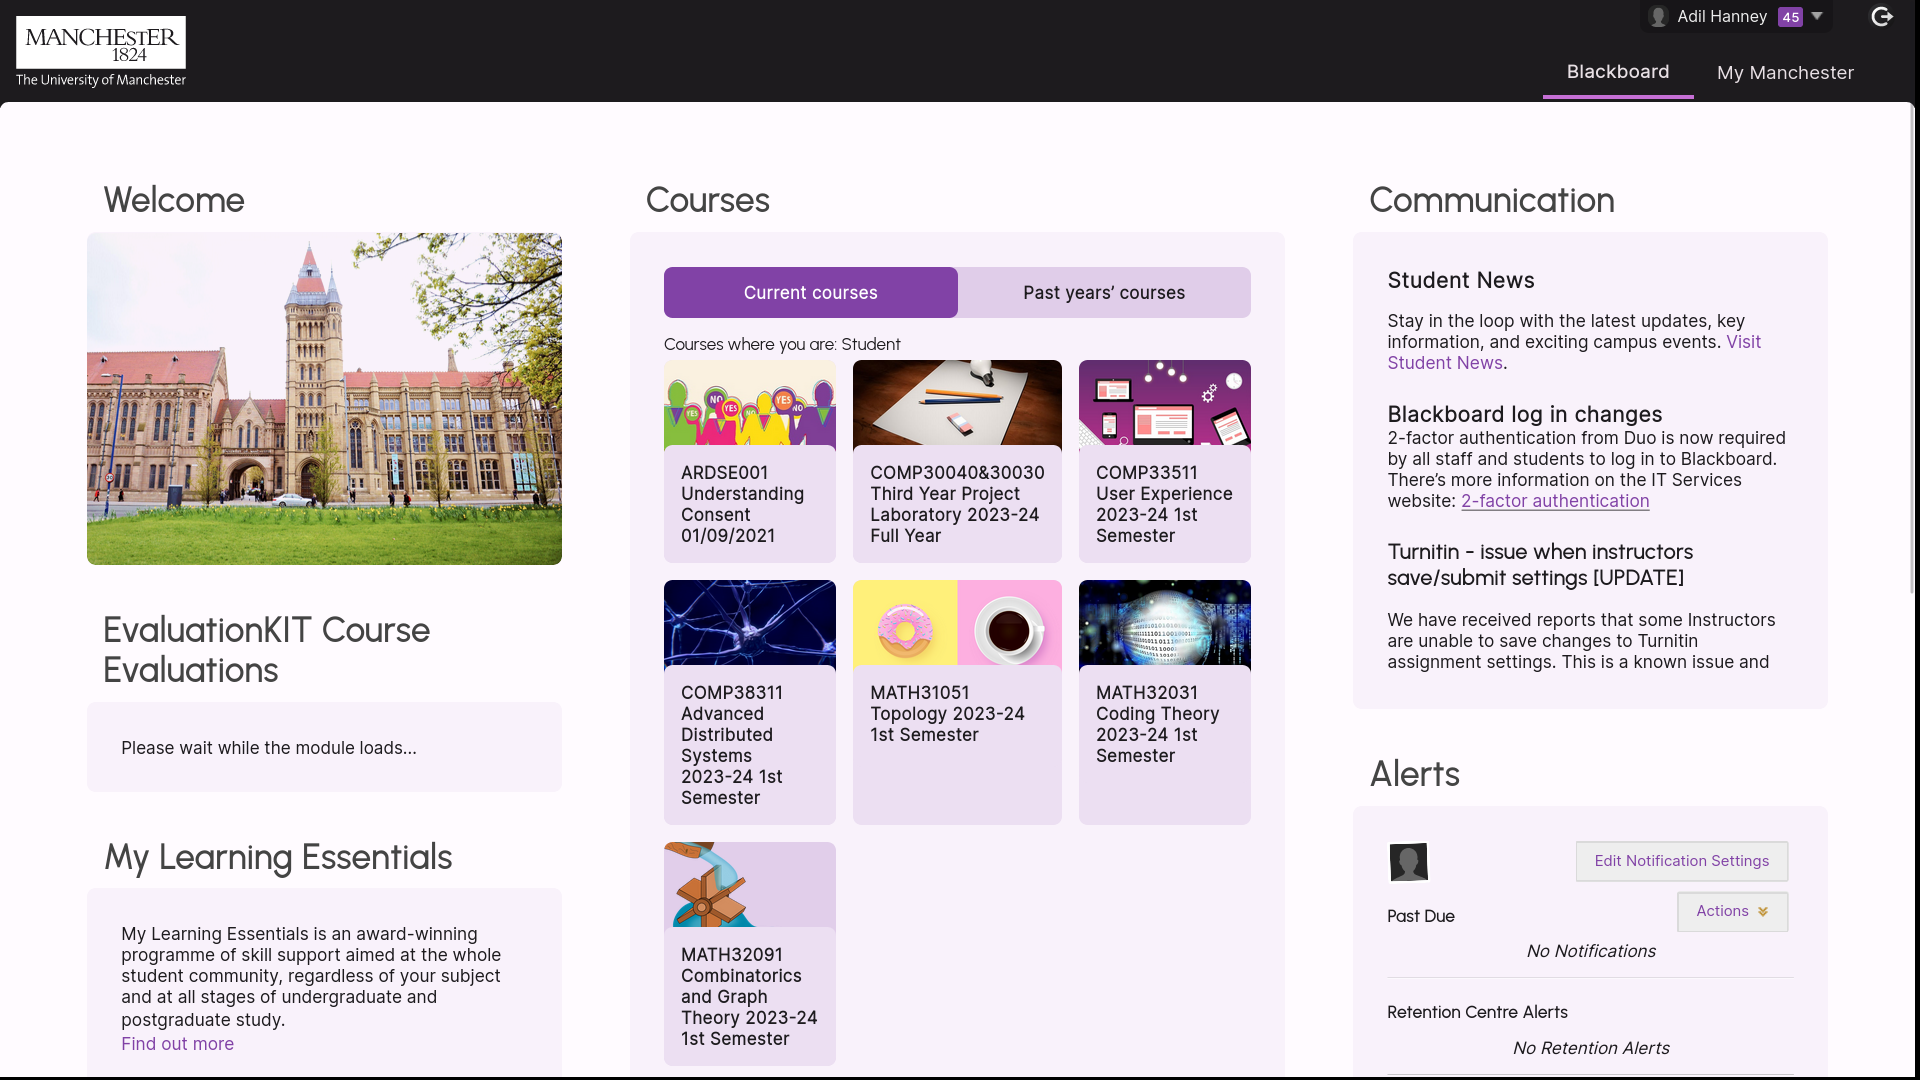 MANCHESTER
1824
The University of Manchester
Adil Hanney 45
Blackboard
My Manchester
Welcome
EvaluationKIT Course
Evaluations
Please wait while the module loads...
My Learning Essentials
My Learning Essentials is an award-winning
programme of skill support aimed at the whole
student community, regardless of your subject
and at all stages of undergraduate and
postgraduate study.
Find out more
Courses
Current courses
Past years’ courses
Courses where you are: Student
NO
YES
YES
NO
ARDSE001
Understanding
Consent
01/09/2021
COMP30040&30030
Third Year Project
Laboratory 2023-24
Full Year
COMP33511
User Experience
2023-24 1st
Semester
COMP38311
Advanced
Distributed
Systems
2023-24 1st
Semester
MATH31051
Topology 2023-24
1st Semester
MATH32031
Coding Theory
2023-24 1st
Semester
MATH32091
Combinatorics
and Graph
Theory 2023-24
1st Semester
Communication
Student News
Stay in the loop with the latest updates, key
information, and exciting campus events. Visit
Student News.
Blackboard log in changes
2-factor authentication from Duo is now required
by all staff and students to log in to Blackboard.
There’s more information on the IT Services
website: 2-factor authentication
Turnitin - issue when instructors
save/submit settings [UPDATE]
We have received reports that some Instructors
are unable to save changes to Turnitin
assignment settings. This is a known issue and
Alerts
Edit Notification Settings
Actions
Past Due
No Notifications
Retention Centre Alerts
No Retention Alerts